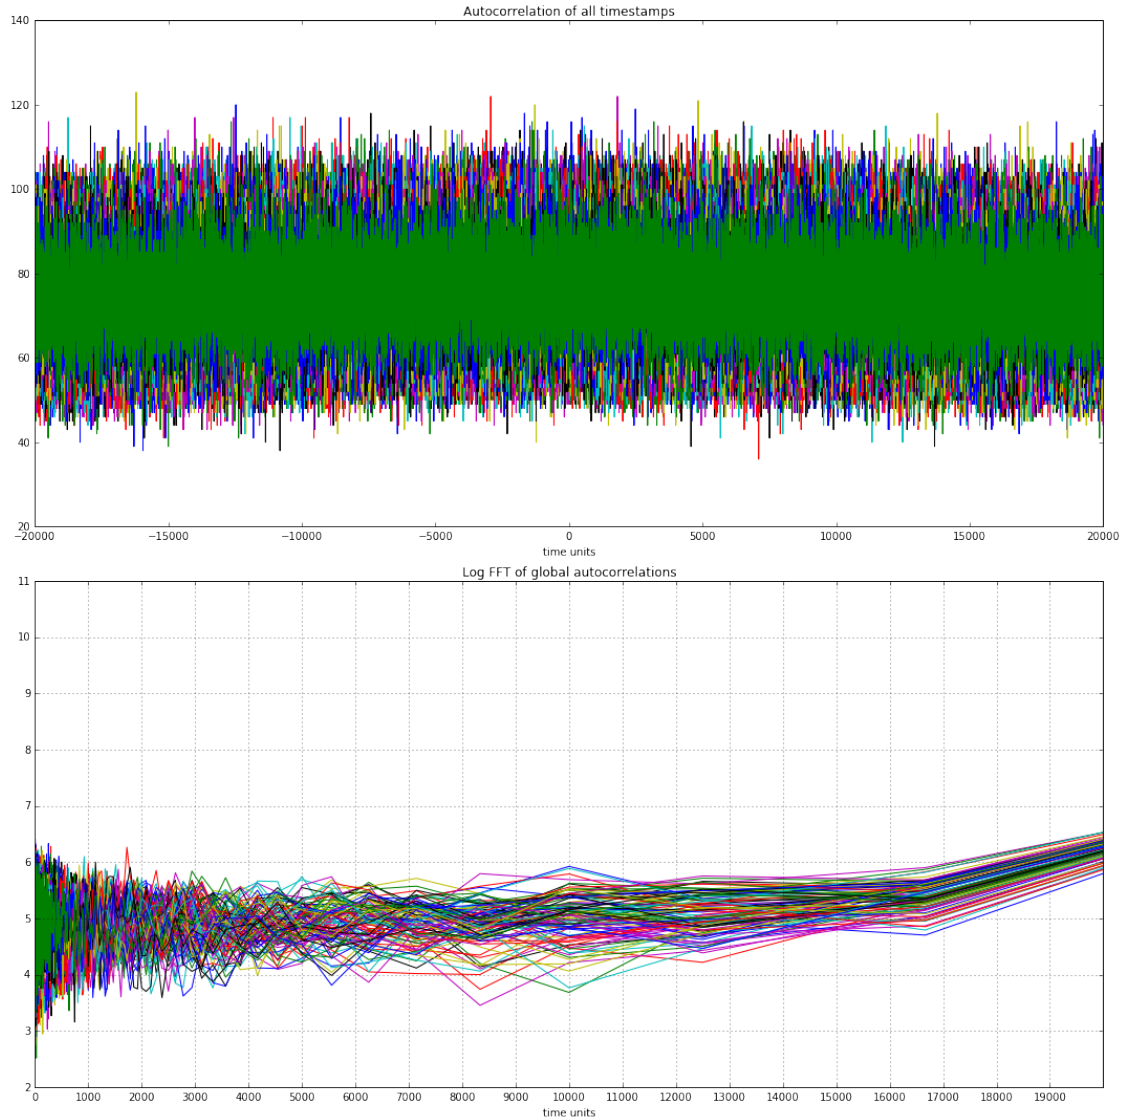 Autocorrelation of all timestamps
140
120
100
80
60
40
20
−20000 −15000 −10000 −5000 0 5000 10000 15000 20000
time units
Log FFT of global autocorrelations
11
10
9
8
7
6
5
4
3
2
0 1000 2000 3000 4000 5000 6000 7000 8000 9000 10000 11000 12000 13000 14000 15000 16000 17000 18000 19000
time units